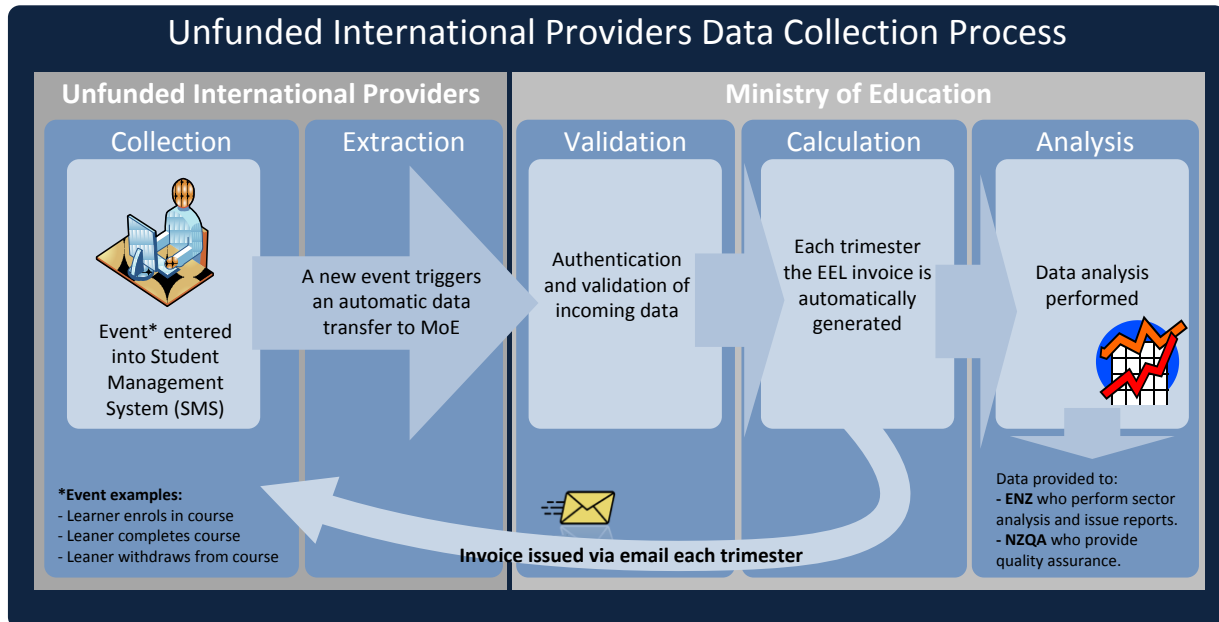 Unfunded International Providers Data Collection Process
Unfunded International Providers
Ministry of Education
Collection
Event* entered
into Student
Management
System (SMS)
*Event examples:
- Learner enrols in course
- Leaner completes course
- Leaner withdraws from course
Extraction
A new event triggers
an automatic data
transfer to MoE
Validation
Authentication
and validation of
incoming data
Calculation
Each trimester
the EEL invoice is
automatically
generated
Invoice issued via email each trimester
Analysis
Data analysis
performed
Data provided to:
- ENZ who perform sector
analysis and issue reports.
- NZQA who provide
quality assurance.